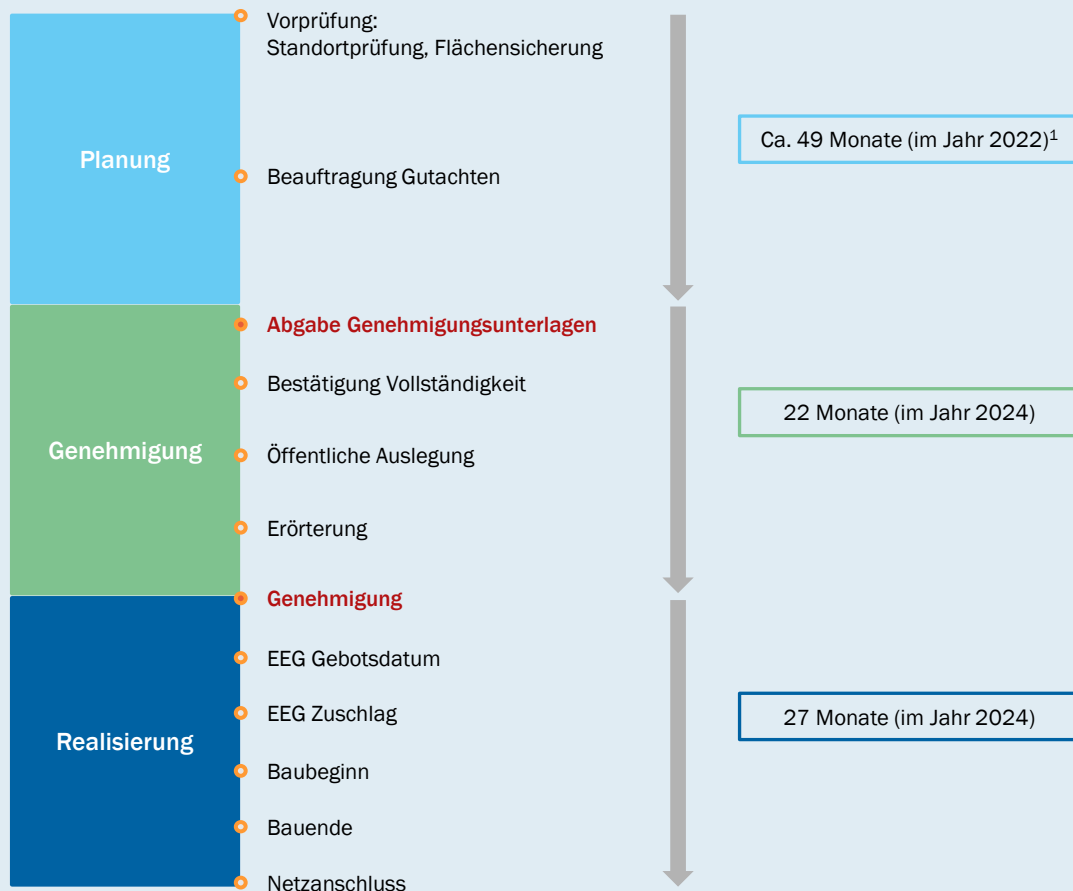 Planung
Vorprüfung:
Standortprüfung, Flächensicherung
Beauftragung Gutachten
Ca. 49 Monate (im Jahr 2022)¹
Genehmigung
Abgabe Genehmigungsunterlagen
Bestätigung Vollständigkeit
Öffentliche Auslegung
Erörterung
22 Monate (im Jahr 2024)
Realisierung
Genehmigung
EEG Gebotsdatum
EEG Zuschlag
Baubeginn
Bauende
Netzanschluss
27 Monate (im Jahr 2024)